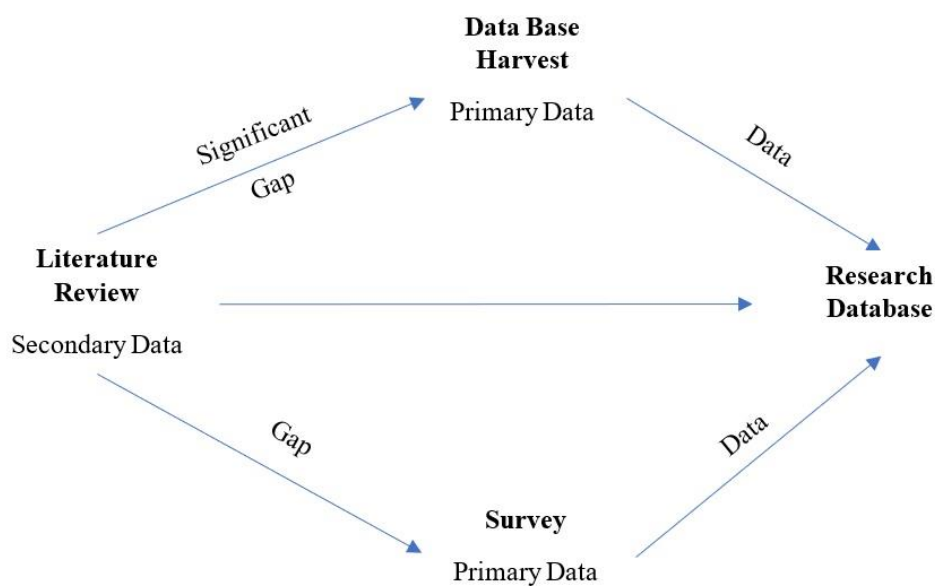 Data Base
Harvest
Primary Data
Significant
Gap
Data
Literature
Review
Secondary Data
Research
Database
Gap
Data
Survey
Primary Data